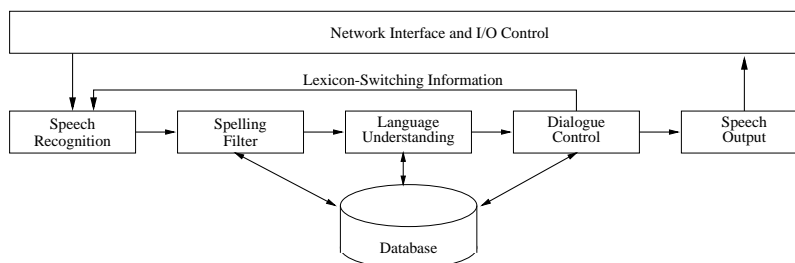 Network Interface and I/O Control
Lexicon-Switching Information
Speech
Recognition
Spelling
Filter
Language
Understanding
Dialogue
Control
Speech
Output
Database